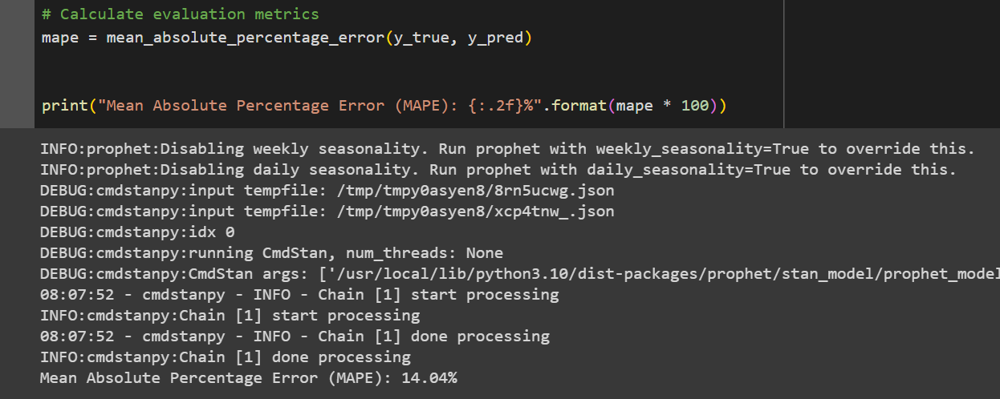 # Calculate evaluation metrics
mape = mean_absolute_percentage_error(y_true, y_pred)
print("Mean Absolute Percentage Error (MAPE): {:.2f}%".format(mape * 100))
INFO:prophet:Disabling weekly seasonality. Run prophet with weekly_seasonality=True to override this.
INFO:prophet:Disabling daily seasonality. Run prophet with daily_seasonality=True to override this.
DEBUG:cmdstanpy:input tempfile: /tmp/tmpy0asyen8/8rn5ucwg.json
DEBUG:cmdstanpy:input tempfile: /tmp/tmpy0asyen8/xcp4tnw_.json
DEBUG:cmdstanpy:idx 0
DEBUG:cmdstanpy:running CmdStan, num_threads: None
DEBUG:cmdstanpy:CmdStan args: ['/usr/local/lib/python3.10/dist-packages/prophet/stan_model/prophet_model
08:07:52 - cmdstanpy - INFO - Chain [1] start processing
INFO:cmdstanpy:Chain [1] start processing
08:07:52 - cmdstanpy - INFO - Chain [1] done processing
INFO:cmdstanpy:Chain [1] done processing
Mean Absolute Percentage Error (MAPE): 14.04%